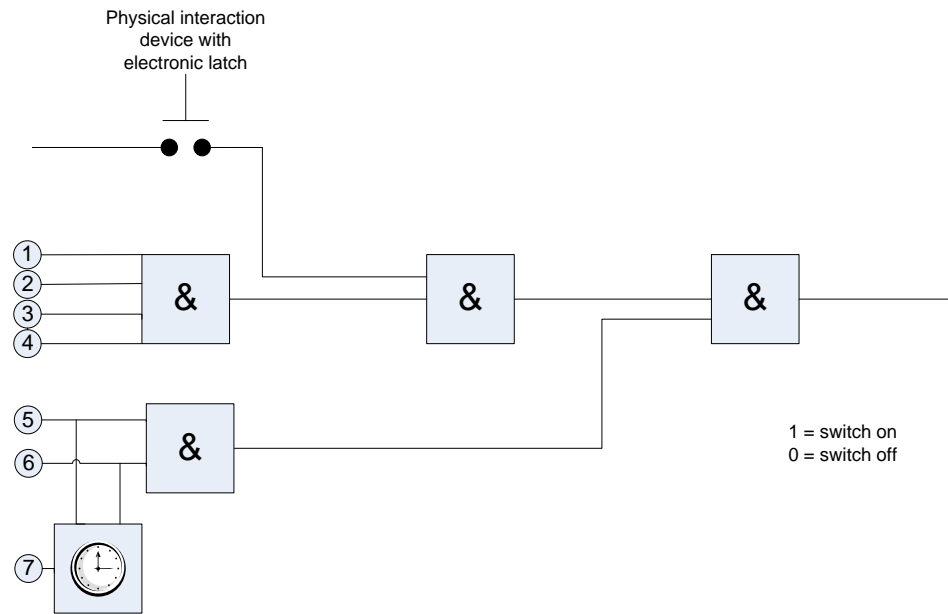 Physical interaction
device with
electronic latch
1
2
3
4
&
&
&
5
6
&
1 = switch on
0 = switch off
7